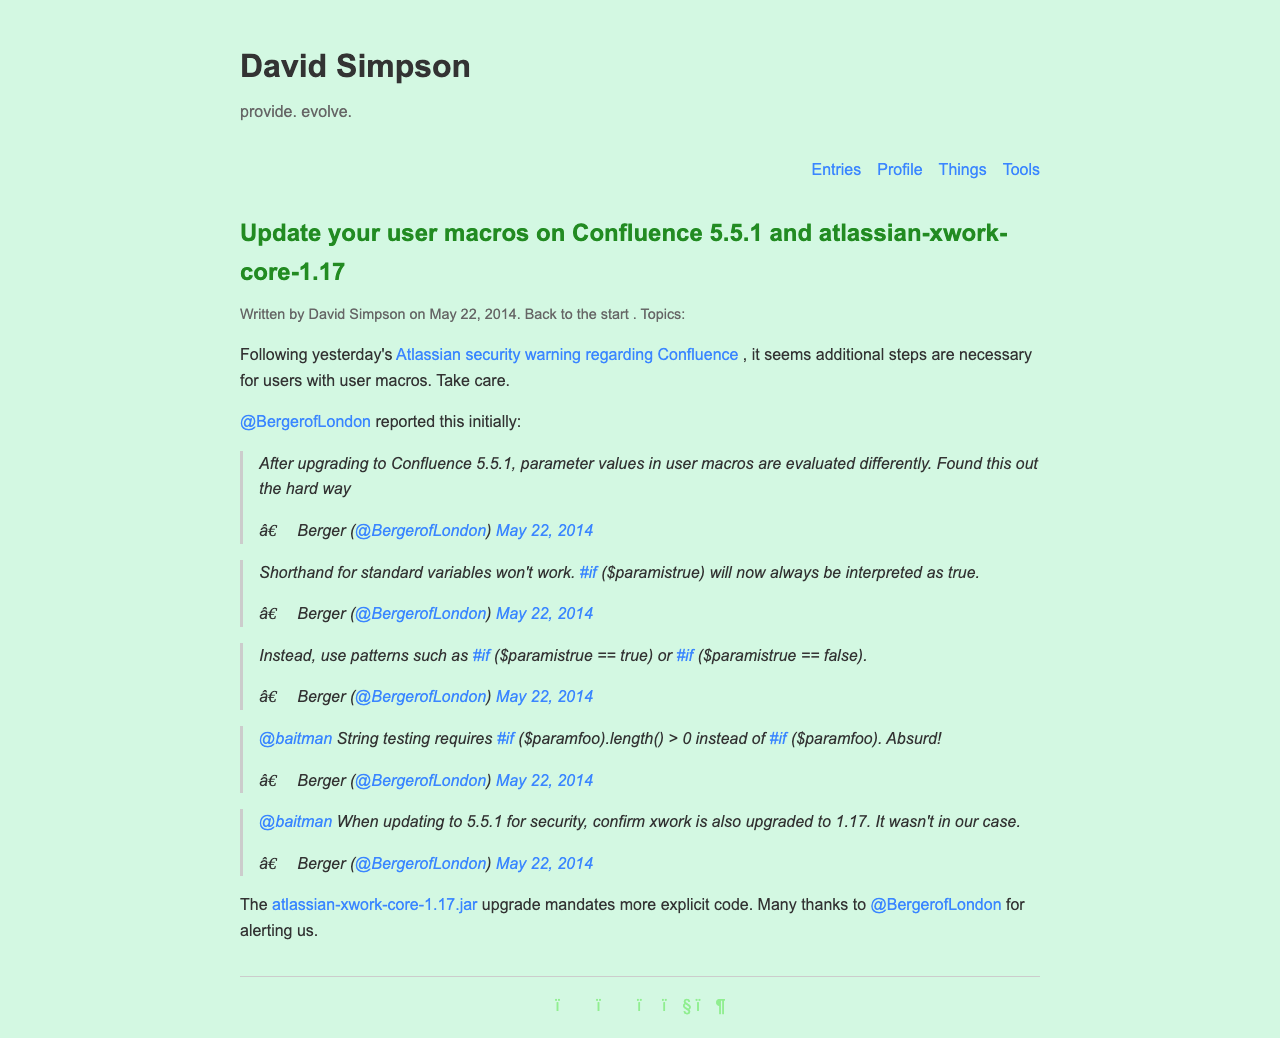 David Simpson
provide. evolve.
Entries Profile Things Tools
Update your user macros on Confluence 5.5.1 and atlassian-xwork-
core-1.17
Written by David Simpson on May 22, 2014. Back to the start . Topics:
Following yesterday's Atlassian security warning regarding Confluence , it seems additional steps are necessary
for users with user macros. Take care.
@BergerofLondon reported this initially:
After upgrading to Confluence 5.5.1, parameter values in user macros are evaluated differently. Found this out
the hard way
â€ Berger (@BergerofLondon) May 22, 2014
Shorthand for standard variables won't work. #if ($paramistrue) will now always be interpreted as true.
â€ Berger (@BergerofLondon) May 22, 2014
Instead, use patterns such as #if ($paramistrue == true) or #if ($paramistrue == false).
â€ Berger (@BergerofLondon) May 22, 2014
@baitman String testing requires #if ($paramfoo).length() > 0 instead of #if ($paramfoo). Absurd!
â€ Berger (@BergerofLondon) May 22, 2014
@baitman When updating to 5.5.1 for security, confirm xwork is also upgraded to 1.17. It wasn't in our case.
â€ Berger (@BergerofLondon) May 22, 2014
The atlassian-xwork-core-1.17.jar upgrade mandates more explicit code. Many thanks to @BergerofLondon for
alerting us.
ï ï ï ï § ï ¶